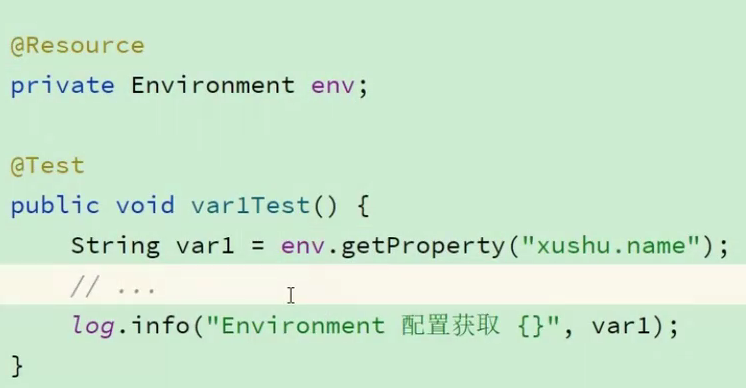 @Resource
private Environment env;
@Test
public void var1Test() {
String var1 = env.getProperty("xushu.name");
// ...
log.info("Environment 配置获取 {}", var1);
}